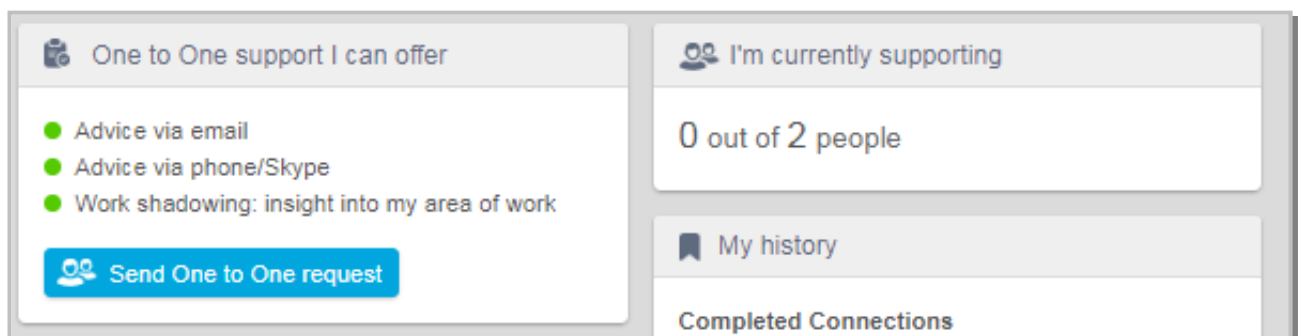 One to One support I can offer
Advice via email
Advice via phone/Skype
Work shadowing: insight into my area of work
Send One to One request
I'm currently supporting
0 out of 2 people
My history
Completed Connections